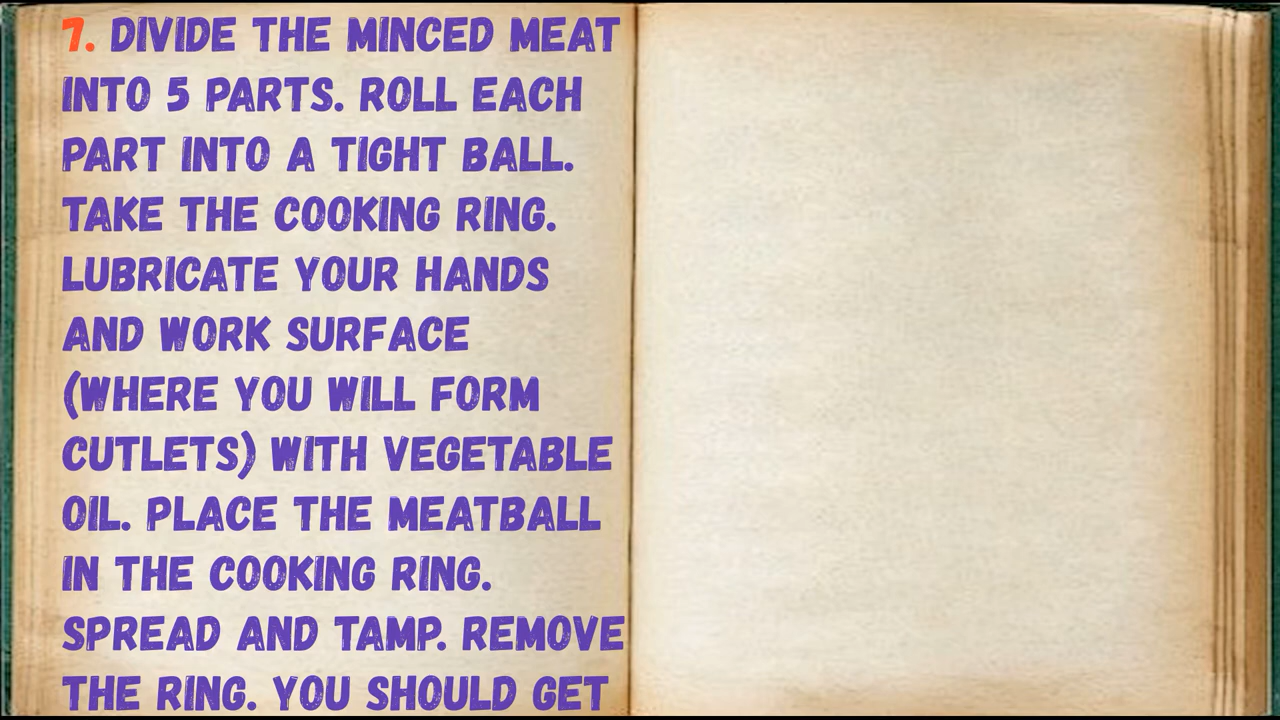 7. DIVIDE THE MINCED MEAT
INTO 5 PARTS. ROLL EACH
PART INTO A TIGHT BALL.
TAKE THE COOKING RING.
LUBRICATE YOUR HANDS
AND WORK SURFACE
(WHERE YOU WILL FORM
CUTLETS) WITH VEGETABLE
OIL. PLACE THE MEATBALL
IN THE COOKING RING.
SPREAD AND TAMP. REMOVE
THE RING. YOU SHOULD GET